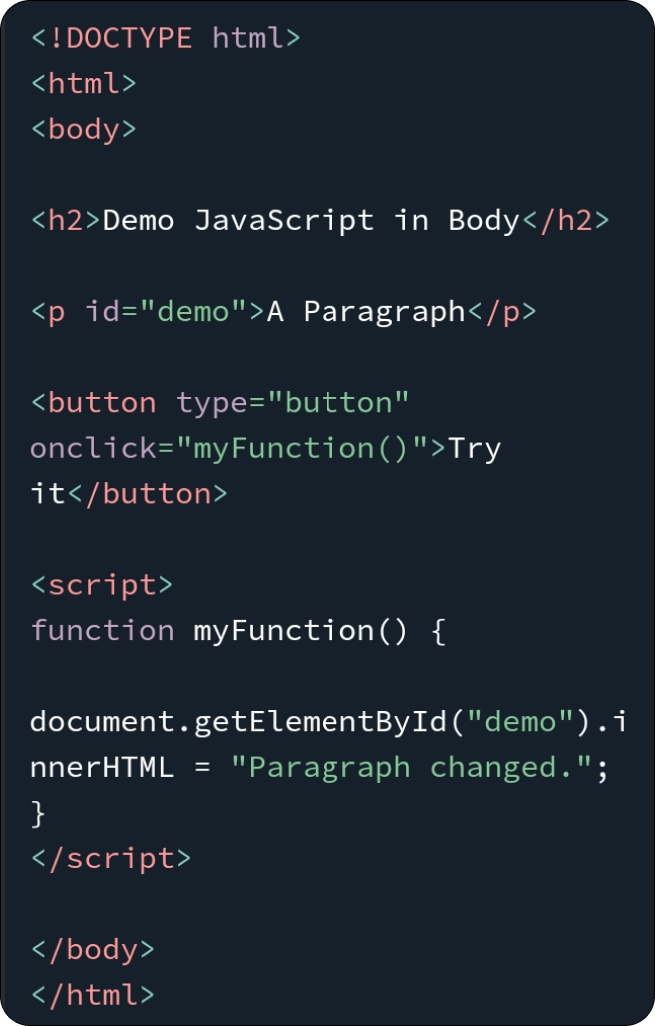 <!DOCTYPE html>
<html>
<body>
<h2>Demo JavaScript in Body</h2>
<p id="demo">A Paragraph</p>
<button type="button"
onclick="myFunction()">Try
it</button>
<script>
function myFunction() {
document.getElementById("demo").i
nnerHTML = "Paragraph changed.";
}
</script>
</body>
</html>